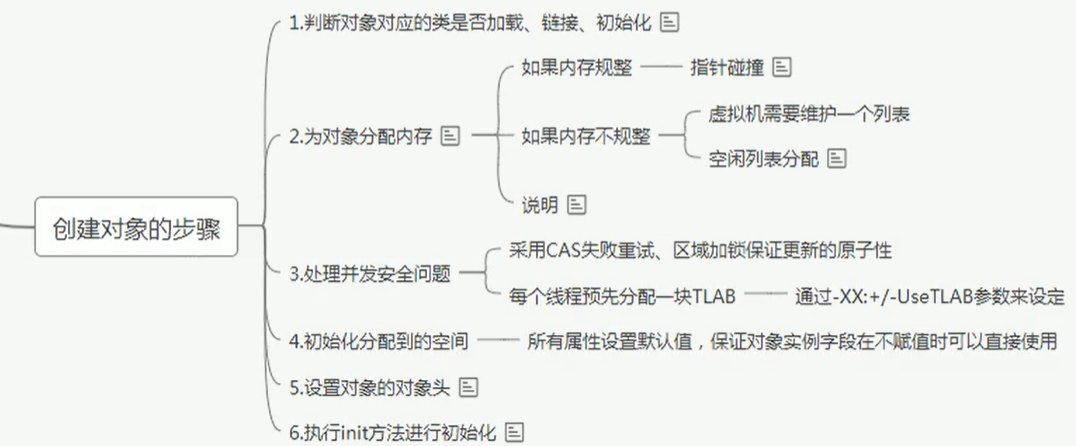 创建对象的步骤
1.判断对象对应的类是否加载、链接、初始化
2.为对象分配内存
如果内存规整
指针碰撞
如果内存不规整
虚拟机需要维护一个列表
空闲列表分配
说明
3.处理并发安全问题
采用CAS失败重试、区域加锁保证更新的原子性
每个线程预先分配一块TLAB
通过-XX:+/-UseTLAB参数来设定
4.初始化分配到的空间
所有属性设置默认值，保证对象实例字段在不赋值时可以直接使用
5.设置对象的对象头
6.执行init方法进行初始化